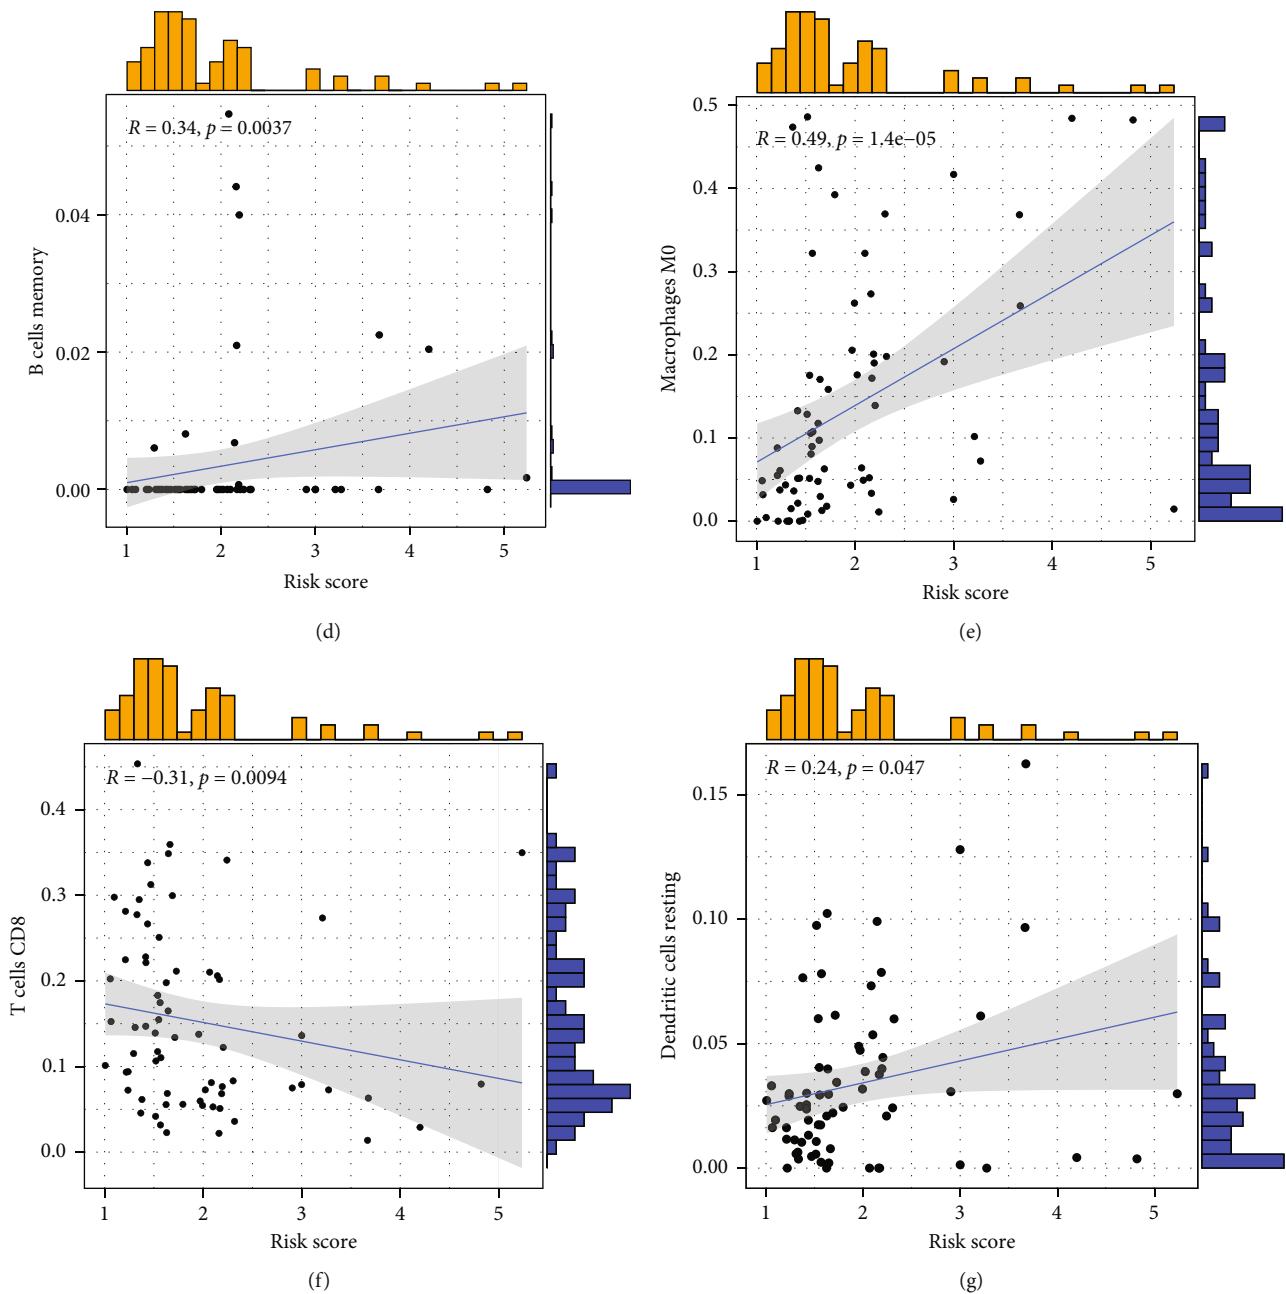 R = 0.34, p = 0.0037
B cells memory
0.04
0.02
0.00
1 2 3 4 5
Risk score
(d)
R = 0.49, p = 1.4e−05
Macrophages M0
0.5
0.4
0.3
0.2
0.1
0.0
1 2 3 4 5
Risk score
(e)
R = −0.31, p = 0.0094
T cells CD8
0.4
0.3
0.2
0.1
0.0
1 2 3 4 5
Risk score
(f)
R = 0.24, p = 0.047
Dendritic cells resting
0.15
0.10
0.05
0.00
1 2 3 4 5
Risk score
(g)